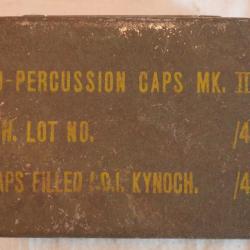 -PERCUSSION CAPS MK. II
H. LOT NO. /4
APS FILLED I.C.I. KYNOCH. /4